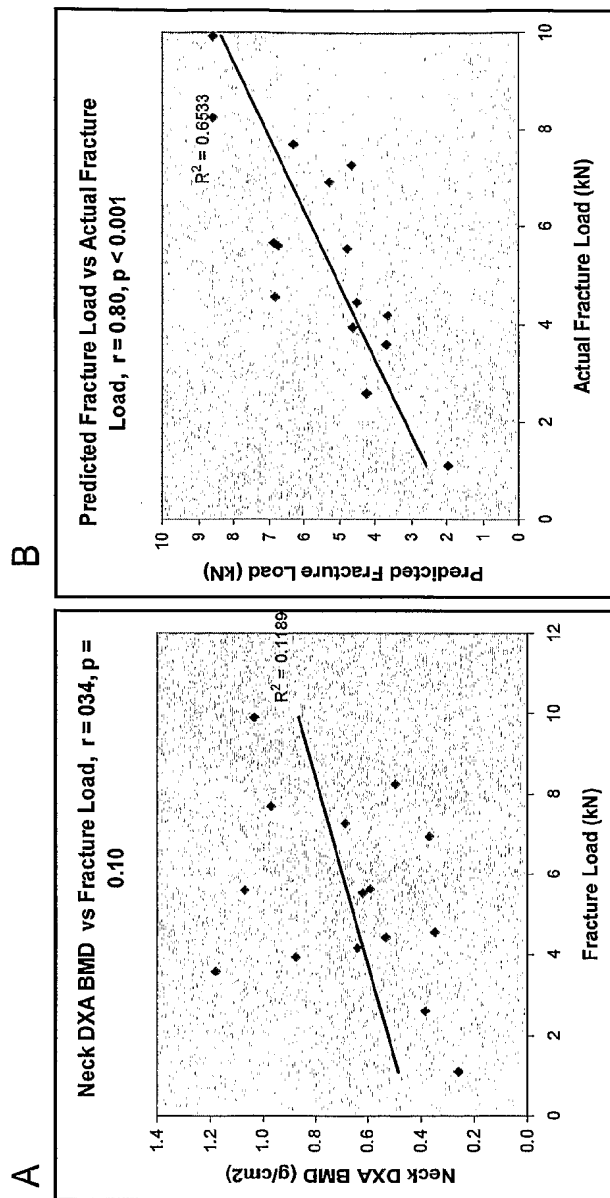 A
Neck DXA BMD vs Fracture Load, r = 034, p =
0.10
R² = 0.1189
1.4
1.2
1.0
0.8
0.6
0.4
0.2
0.0
Neck DXA BMD (g/cm2)
0 2 4 6 8 10 12
Fracture Load (kN)
B
Predicted Fracture Load vs Actual Fracture
Load, r = 0.80, p < 0.001
R² = 0.6533
10
9
8
7
6
5
4
3
2
1
0
Predicted Fracture Load (kN)
0 2 4 6 8 10
Actual Fracture Load (kN)